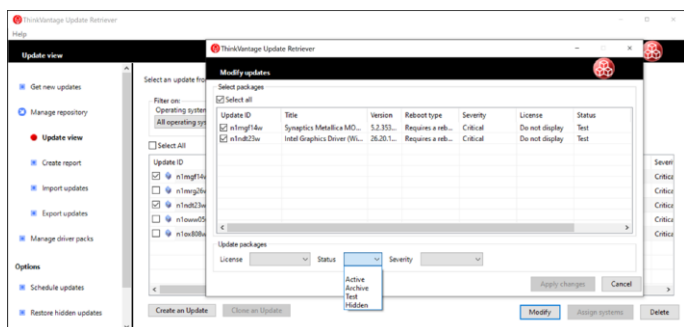 ThinkVantage Update Retriever
Help
Update view
Get new updates
Manage repository
Update view
Create report
Import updates
Export updates
Manage driver packs
Options
Schedule updates
Restore hidden updates
Select an update fro
Filter on:
Operating system
All operating sys
Select All
Update ID
n1mgf14w
n1mrg26w
n1ndt23w
n1oww05
n1ox808w
Create an Update
Clone an Update
Modify
Assign systems
Delete
Severi
Critica
Critica
Critica
Critica
Critica
ThinkVantage Update Retriever
Modify updates
Select packages
Select all
Update ID Title Version Reboot type Severity License Status
n1mgf14w Synaptics Metallica MO... 5.2.353... Requires a reb... Critical Do not display Test
n1ndt23w Intel Graphics Driver (Wi... 26.20.1... Requires a reb... Critical Do not display Test
Update packages
License Status Severity
Active
Archive
Test
Hidden
Apply changes Cancel